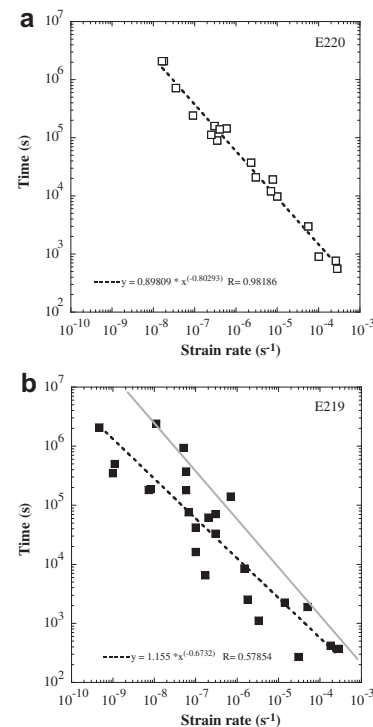 a
E220
10^7
10^6
10^5
10^4
10^3
10^2
Time (s)
y = 0.89809 * x^(-0.80293) R= 0.98186
10^-10 10^-9 10^-8 10^-7 10^-6 10^-5 10^-4 10^-3
Strain rate (s^-1)
b
E219
10^7
10^6
10^5
10^4
10^3
10^2
Time (s)
y = 1.155 *x^(-0.6732) R= 0.57854
10^-10 10^-9 10^-8 10^-7 10^-6 10^-5 10^-4 10^-3
Strain rate (s^-1)